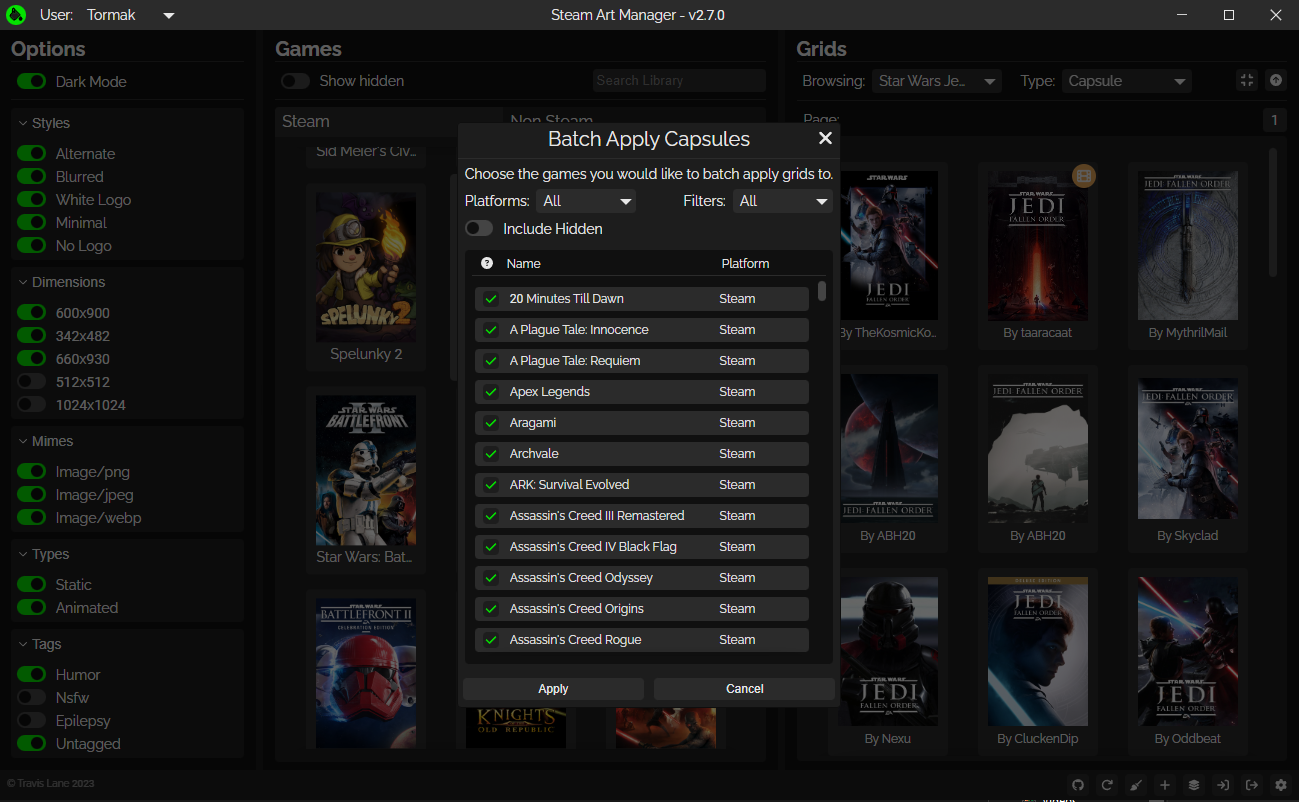 User: Tormak
Steam Art Manager - v2.7.0
Options
Dark Mode
Styles
Alternate
Blurred
White Logo
Minimal
No Logo
Dimensions
600x900
342x482
660x930
512x512
1024x1024
Mimes
Image/png
Image/jpeg
Image/webp
Types
Static
Animated
Tags
Humor
Nsfw
Epilepsy
Untagged
© Travis Lane 2023
Games
Show hidden
Search Library
Steam
Non Steam
Sid Meier's Civ...
SPELUNKY 2
Spelunky 2
STAR WARS
BATTLEFRONT
II
Star Wars: Bat...
STAR WARS
BATTLEFRONT II
CELEBRATION EDITION
KNIGHTS
OF THE
OLD REPUBLIC
Batch Apply Capsules
Choose the games you would like to batch apply grids to.
Platforms: All
Filters: All
Include Hidden
? Name Platform
20 Minutes Till Dawn Steam
A Plague Tale: Innocence Steam
A Plague Tale: Requiem Steam
Apex Legends Steam
Aragami Steam
Archvale Steam
ARK: Survival Evolved Steam
Assassin's Creed III Remastered Steam
Assassin's Creed IV Black Flag Steam
Assassin's Creed Odyssey Steam
Assassin's Creed Origins Steam
Assassin's Creed Rogue Steam
Apply
Cancel
Grids
Browsing: Star Wars Je...
Type: Capsule
Page:
1
STAR WARS
JEDI
FALLEN ORDER
By TheKosmicKo...
STAR WARS
JEDI
FALLEN ORDER
By taaracaat
STAR WARS
JEDI: FALLEN ORDER
By MythrilMail
STAR WARS
JEDI: FALLEN ORDER
By ABH20
STAR WARS
JEDI: FALLEN ORDER
By ABH20
STAR WARS
JEDI: FALLEN ORDER
By Skyclad
STAR WARS
JEDI
FALLEN ORDER
By Nexu
DELUXE EDITION
STAR WARS
JEDI
FALLEN ORDER
By CluckenDip
STAR WARS
JEDI
FALLEN ORDER
By Oddbeat